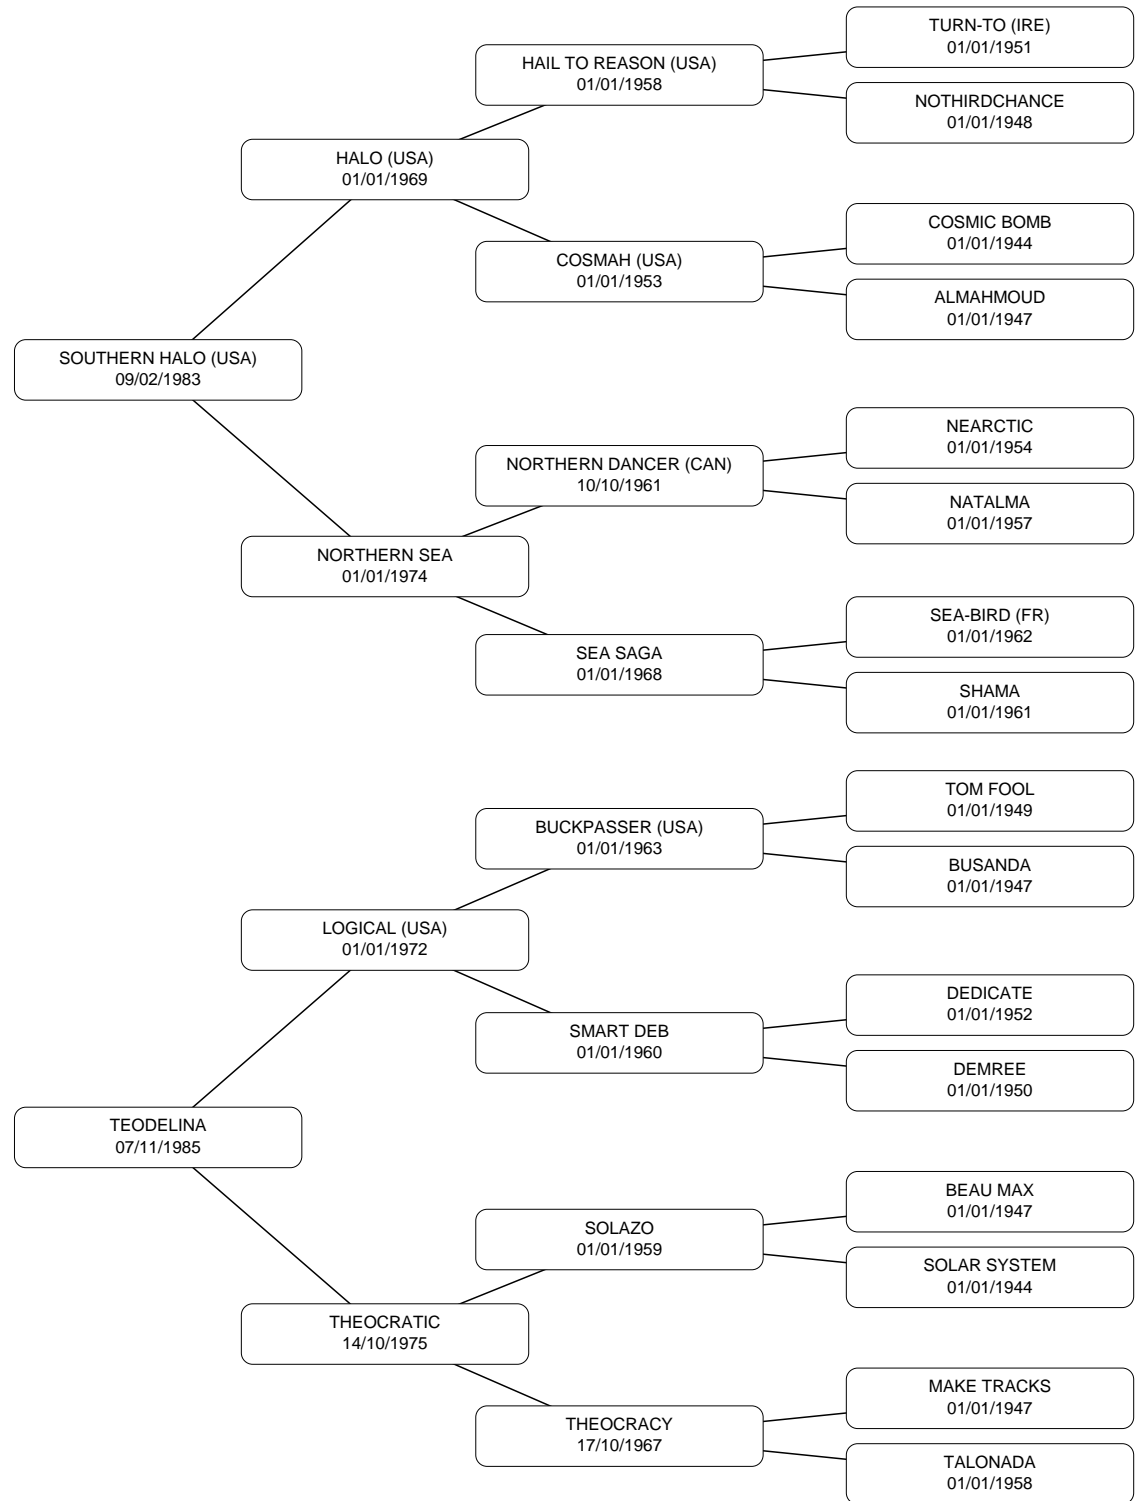 TURN-TO (IRE)
01/01/1951
HAIL TO REASON (USA)
01/01/1958
NOTHIRDCHANCE
01/01/1948
HALO (USA)
01/01/1969
COSMIC BOMB
01/01/1944
COSMAH (USA)
01/01/1953
ALMAHMOUD
01/01/1947
SOUTHERN HALO (USA)
09/02/1983
NEARCTIC
01/01/1954
NORTHERN DANCER (CAN)
10/10/1961
NATALMA
01/01/1957
NORTHERN SEA
01/01/1974
SEA-BIRD (FR)
01/01/1962
SEA SAGA
01/01/1968
SHAMA
01/01/1961
TOM FOOL
01/01/1949
BUCKPASSER (USA)
01/01/1963
BUSANDA
01/01/1947
LOGICAL (USA)
01/01/1972
DEDICATE
01/01/1952
SMART DEB
01/01/1960
DEMREE
01/01/1950
TEODELINA
07/11/1985
BEAU MAX
01/01/1947
SOLAZO
01/01/1959
SOLAR SYSTEM
01/01/1944
THEOCRATIC
14/10/1975
MAKE TRACKS
01/01/1947
THEOCRACY
17/10/1967
TALONADA
01/01/1958